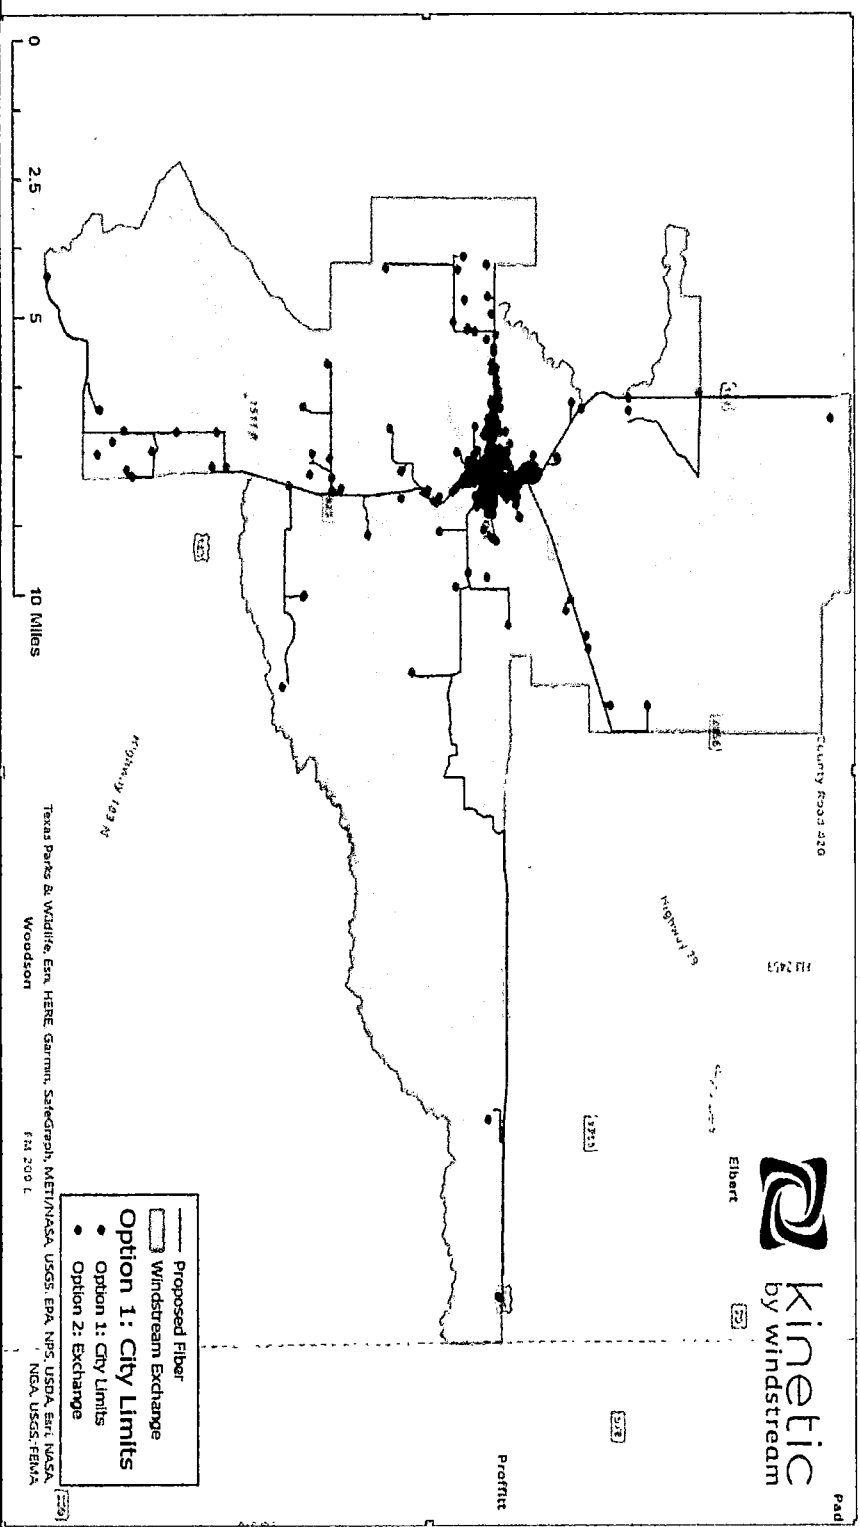 Pad
kinetic
by windstream
Elbert
FM 2453
Highway 79
County Road 420
Proffitt
Highway 183 N
Woodson
FM 209 L
0
2.5
5
10 Miles
Proposed Fiber
Windstream Exchange
Option 1: City Limits
Option 1: City Limits
Option 2: Exchange
Texas Parks & Wildlife, Esri, HERE, Garmin, SafeGraph, METI/NASA, USGS, EPA, NPS, USDA, Esri, NASA,
NGA, USGS, FEMA